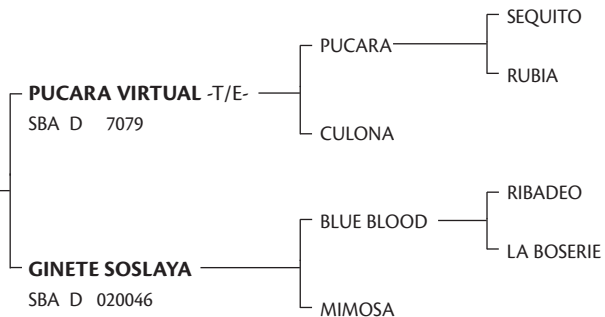 SEQUITO
PUCARA
RUBIA
PUCARA VIRTUAL -T/E-
SBA D 7079
CULONA
RIBADEO
BLUE BLOOD
LA BOSERIE
GINETE SOSLAYA
SBA D 020046
MIMOSA